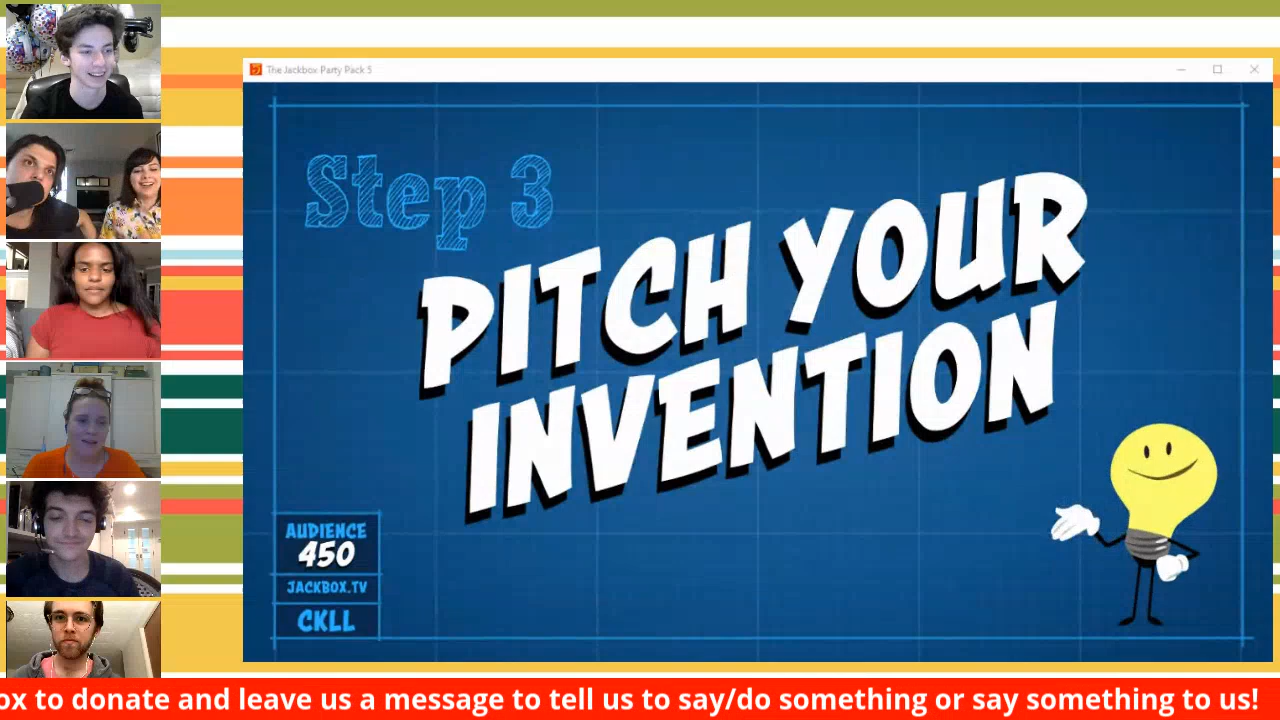 The Jackbox Party Pack 5
Step 3
PITCH YOUR
INVENTION
AUDIENCE
450
JACKBOX.TV
CKLL
ox to donate and leave us a message to tell us to say/do something or say something to us!